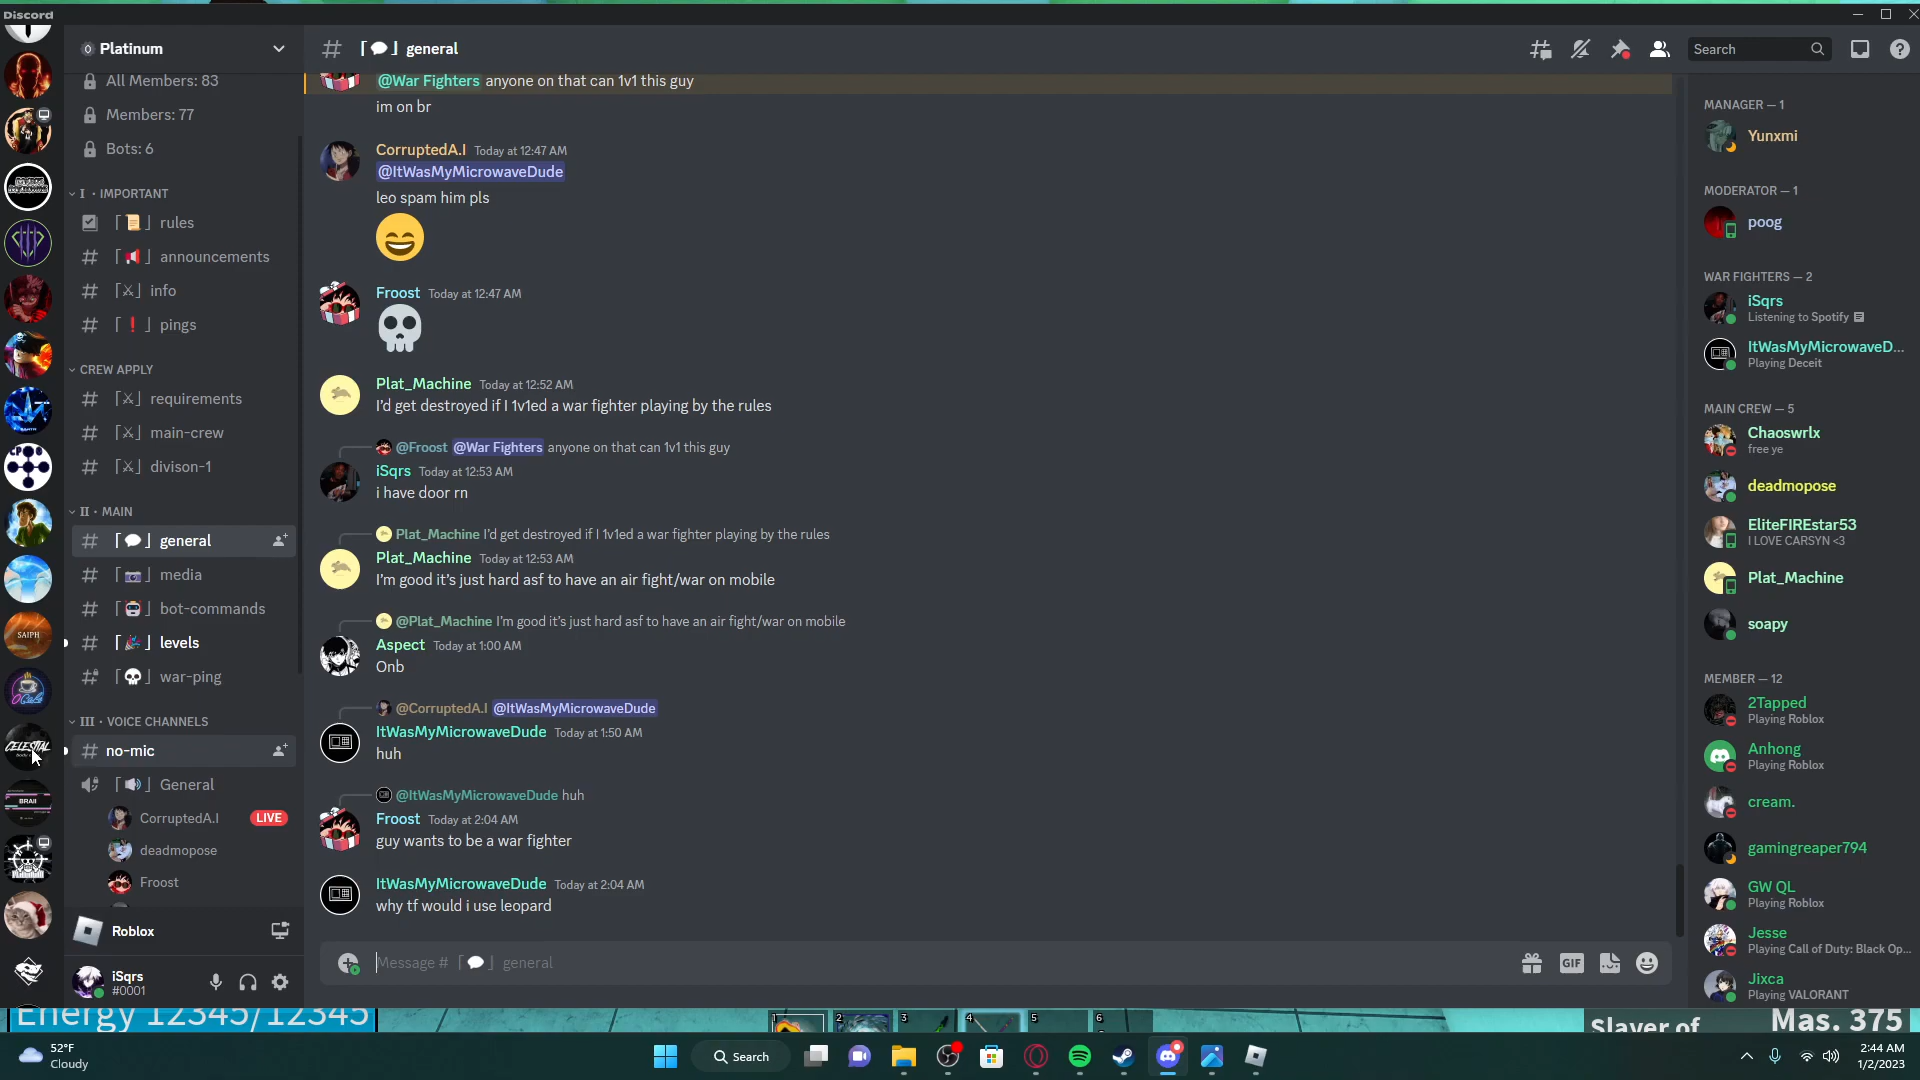 Discord
Platinum
All Members: 83
Members: 77
Bots: 6
I · IMPORTANT
rules
announcements
info
pings
CREW APPLY
requirements
main-crew
divison-1
II · MAIN
general
media
bot-commands
levels
war-ping
III · VOICE CHANNELS
no-mic
General
CorruptedA.I LIVE
deadmopose
Froost
Roblox
iSqrs
#0001
SAIPH
CELESTIAL
BRAII
general
Search
@War Fighters anyone on that can 1v1 this guy
im on br
CorruptedA.I Today at 12:47 AM
@ItWasMyMicrowaveDude
leo spam him pls
Froost Today at 12:47 AM
Plat_Machine Today at 12:52 AM
I'd get destroyed if I 1v1ed a war fighter playing by the rules
@Froost @War Fighters anyone on that can 1v1 this guy
iSqrs Today at 12:53 AM
i have door rn
Plat_Machine I'd get destroyed if I 1v1ed a war fighter playing by the rules
Plat_Machine Today at 12:53 AM
I'm good it's just hard asf to have an air fight/war on mobile
@Plat_Machine I'm good it's just hard asf to have an air fight/war on mobile
Aspect Today at 1:00 AM
Onb
@CorruptedA.I @ItWasMyMicrowaveDude
ItWasMyMicrowaveDude Today at 1:50 AM
huh
@ItWasMyMicrowaveDude huh
Froost Today at 2:04 AM
guy wants to be a war fighter
ItWasMyMicrowaveDude Today at 2:04 AM
why tf would i use leopard
Message # general
GIF
MANAGER — 1
Yunxmi
MODERATOR — 1
poog
WAR FIGHTERS — 2
iSqrs
Listening to Spotify
ItWasMyMicrowaveD...
Playing Deceit
MAIN CREW — 5
Chaoswrlx
free ye
deadmopose
EliteFIREstar53
I LOVE CARSYN <3
Plat_Machine
soapy
MEMBER — 12
2Tapped
Playing Roblox
Anhong
Playing Roblox
cream.
gamingreaper794
GW QL
Playing Roblox
Jesse
Playing Call of Duty: Black Op...
Jixca
Playing VALORANT
Energy 12345/12345
1 2 3 4 5 6
Slayer of
Mas. 375
52°F
Cloudy
Search
2:44 AM
1/2/2023